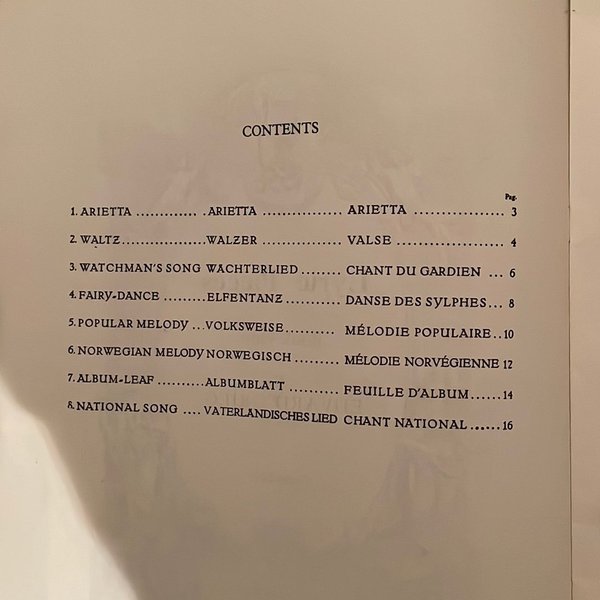 CONTENTS
Pag.
1. ARIETTA ............. . ARIETTA ................ ARIETTA .................. 3
2. WALTZ................ WALZER ................. VALSE ...................... 4
3. WATCHMAN'S SONG WACHTERLIED ......... CHANT DU GARDIEN ... 6
4. FAIRY-DANCE ........ ELFENTANZ ............ DANSE DES SYLPHES... 8
5. POPULAR MELODY ... VOLKSWEISE .......... MÉLODIE POPULAIRE.. 10
6. NORWEGIAN MELODY NORWEGISCH .......... MÉLODIE NORVÉGIENNE 12
7. ALBUM-LEAF .......... ALBUMBLATT ........... FEUILLE D'ALBUM...... 14
8. NATIONAL SONG .... VATERLANDISCHES LIED CHANT NATIONAL ...... 16